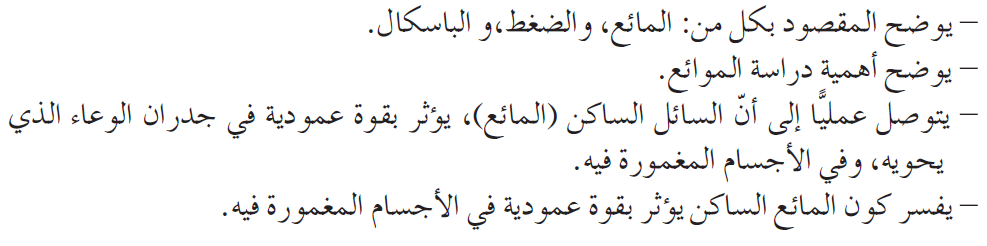 – يوضح المقصود بكل من: المائع، والضغط،و الباسكال.
– يوضح أهمية دراسة الموائع.
– يتوصل عمليًّا إلى أنّ السائل الساكن (المائع)، يؤثر بقوة عمودية في جدران الوعاء الذي
يحويه، وفي الأجسام المغمورة فيه.
– يفسر كون المائع الساكن يؤثر بقوة عمودية في الأجسام المغمورة فيه.